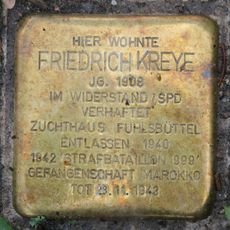 HIER WOHNTE
FRIEDRICH KREYE
JG. 1908
IM WIDERSTAND/SPD
VERHAFTET
ZUCHTHAUS FUHLSBÜTTEL
ENTLASSEN 1940
1942 'STRAFBATAILLON 999'
GEFANGENSCHAFT MAROKKO
TOT 11.1943